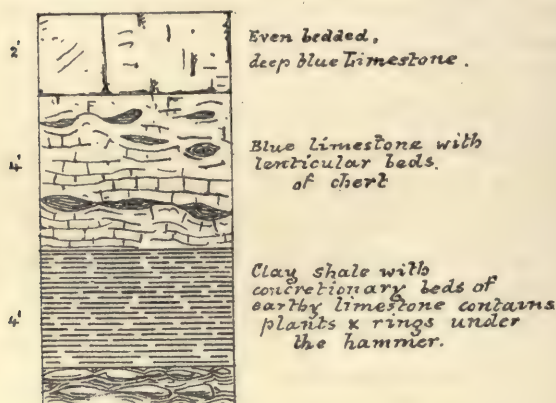 2'
Even bedded,
deep blue Limestone.
4'
Blue limestone with
lenticular beds.
of chert
4'
Clay shale with
concretionary beds of
earthy limestone contains
plants & rings under
the hammer.